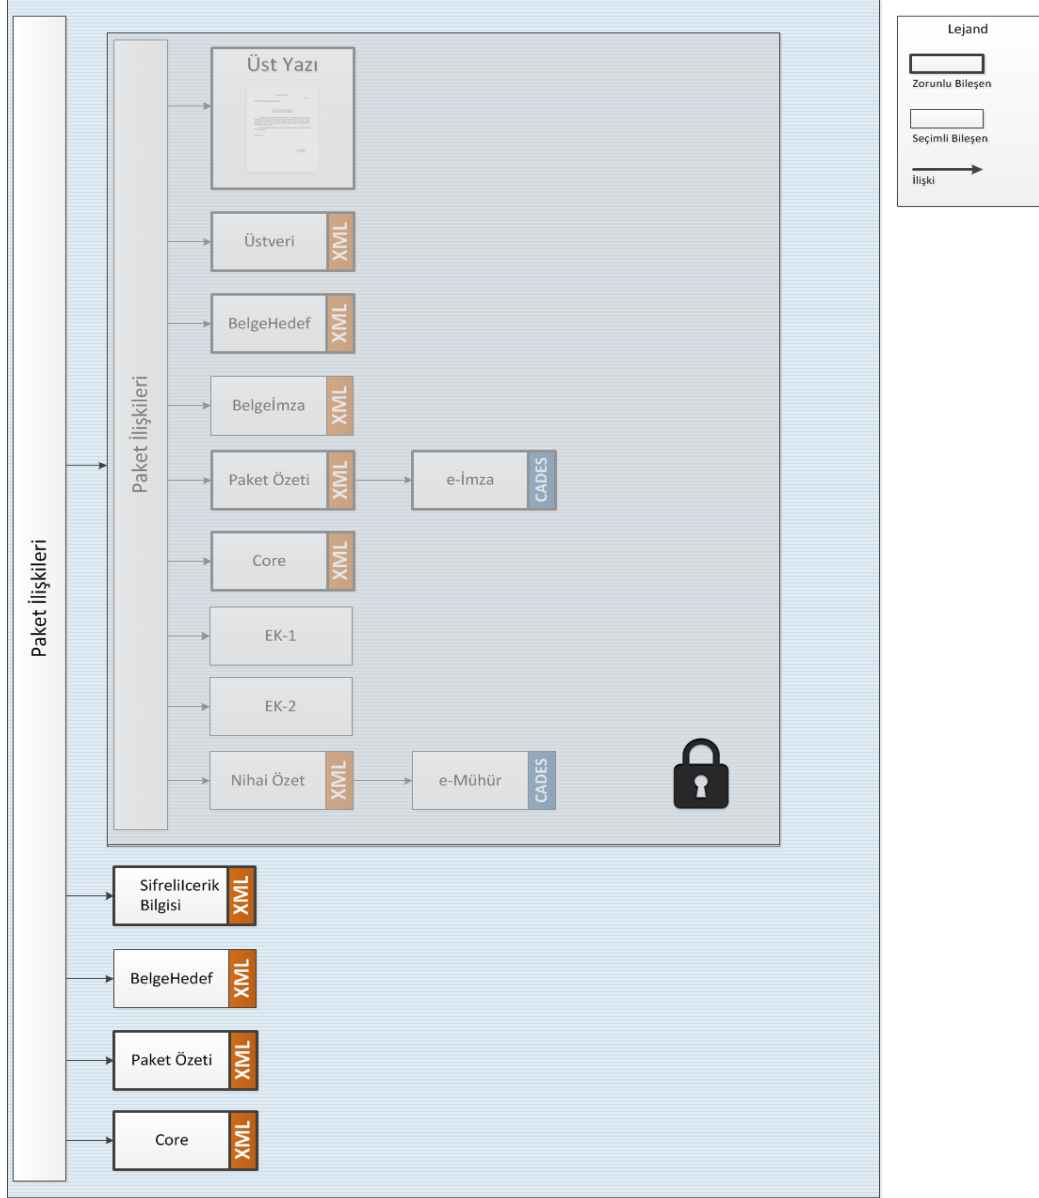 Lejand
Zorunlu Bileşen
Seçimli Bileşen
İlişki
Paket İlişkileri
Paket İlişkileri
Üst Yazı
Üstveri
XML
BelgeHedef
XML
Belgeİmza
XML
Paket Özeti
XML
e-İmza
CADES
Core
XML
EK-1
EK-2
Nihai Özet
XML
e-Mühür
CADES
SifreliIcerik
Bilgisi
XML
BelgeHedef
XML
Paket Özeti
XML
Core
XML